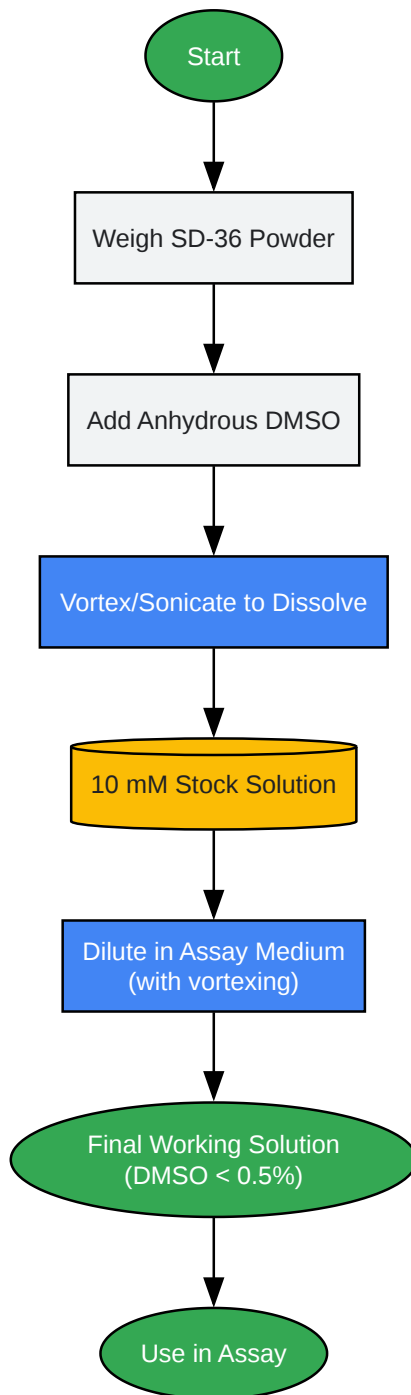 Start
Weigh SD-36 Powder
Add Anhydrous DMSO
Vortex/Sonicate to Dissolve
10 mM Stock Solution
Dilute in Assay Medium
(with vortexing)
Final Working Solution
(DMSO < 0.5%)
Use in Assay